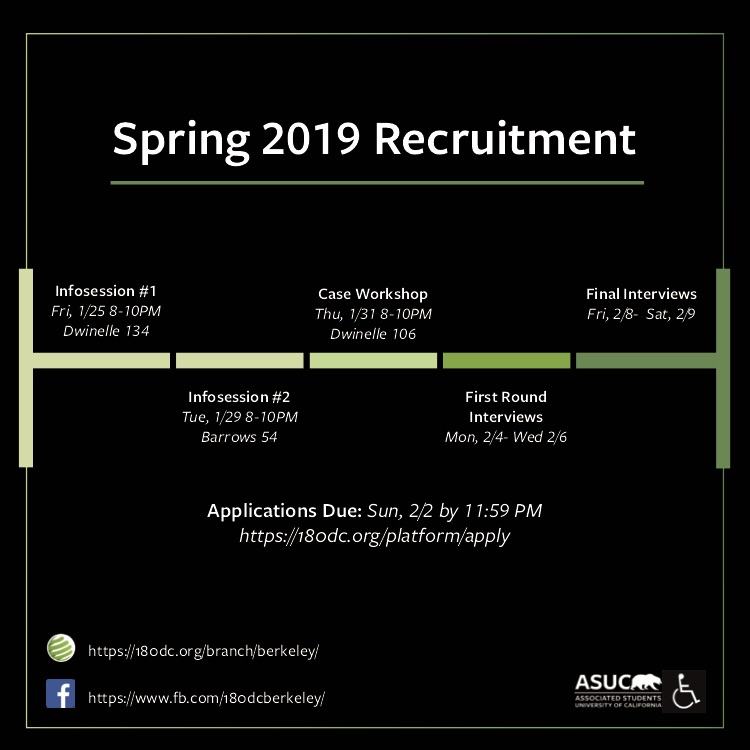 Spring 2019 Recruitment
Infosession #1
Fri, 1/25 8-10PM
Dwinelle 134
Case Workshop
Thu, 1/31 8-10PM
Dwinelle 106
Final Interviews
Fri, 2/8- Sat, 2/9
Infosession #2
Tue, 1/29 8-10PM
Barrows 54
First Round
Interviews
Mon, 2/4- Wed 2/6
Applications Due: Sun, 2/2 by 11:59 PM
https://180dc.org/platform/apply
https://180dc.org/branch/berkeley/
https://www.fb.com/180dcberkeley/
ASUC
ASSOCIATED STUDENTS
UNIVERSITY OF CALIFORNIA